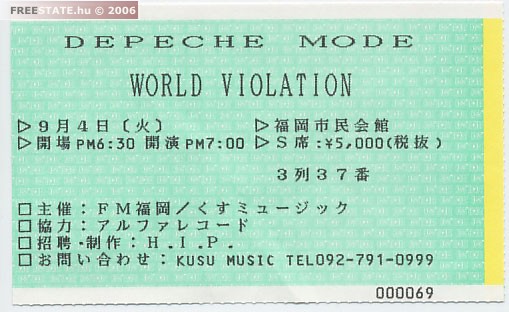 FREESTATE.hu © 2006
DEPECHE MODE
WORLD VIOLATION
▷9月4日(火) ▷福岡市民会館
▷開場PM6:30 開演PM7:00 ▷S席:¥5,000(税抜)
3列37番
□主催:FM福岡/くすミュージック
□協力:アルファレコード
□招聘・制作:H.I.P.
□お問い合わせ:KUSU MUSIC TEL092-791-0999
000069